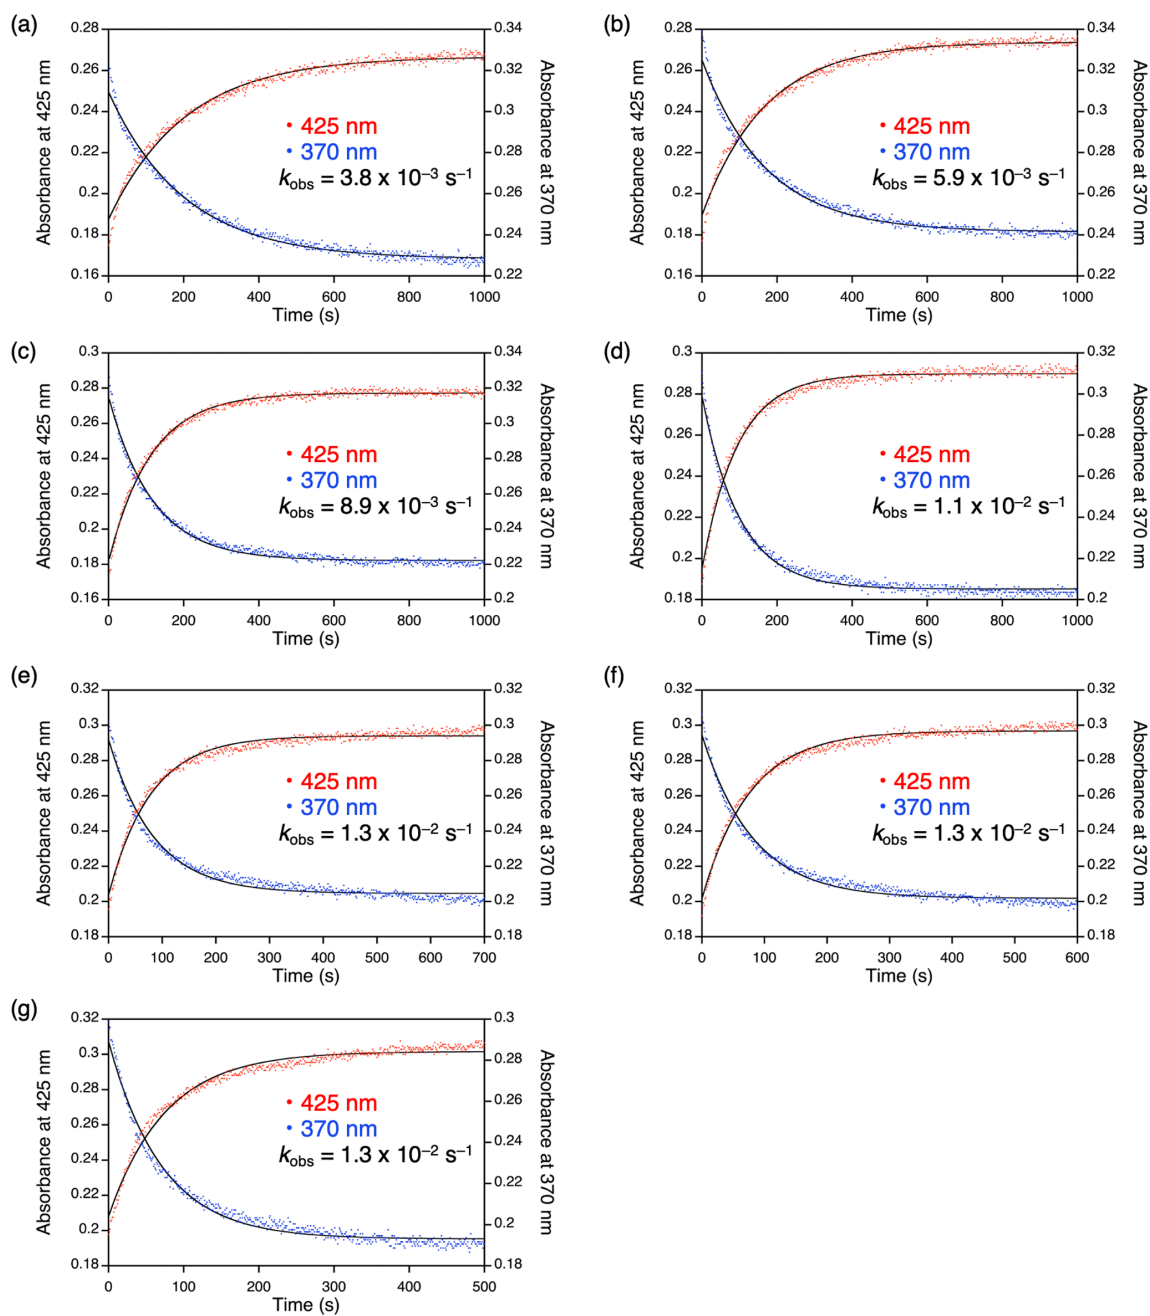 (a)
0.28
0.26
0.24
0.22
0.2
0.18
0.16
Absorbance at 425 nm
0.34
0.32
0.3
0.28
0.26
0.24
0.22
Absorbance at 370 nm
• 425 nm
• 370 nm
kobs = 3.8 x 10–3 s–1
0 200 400 600 800 1000
Time (s)
(b)
0.28
0.26
0.24
0.22
0.2
0.18
0.16
Absorbance at 425 nm
0.34
0.32
0.3
0.28
0.26
0.24
0.22
Absorbance at 370 nm
• 425 nm
• 370 nm
kobs = 5.9 x 10–3 s–1
0 200 400 600 800 1000
Time (s)
(c)
0.3
0.28
0.26
0.24
0.22
0.2
0.18
0.16
Absorbance at 425 nm
0.34
0.32
0.3
0.28
0.26
0.24
0.22
0.2
Absorbance at 370 nm
• 425 nm
• 370 nm
kobs = 8.9 x 10–3 s–1
0 200 400 600 800 1000
Time (s)
(d)
0.3
0.28
0.26
0.24
0.22
0.2
0.18
Absorbance at 425 nm
0.32
0.3
0.28
0.26
0.24
0.22
0.2
Absorbance at 370 nm
• 425 nm
• 370 nm
kobs = 1.1 x 10–2 s–1
0 200 400 600 800 1000
Time (s)
(e)
0.32
0.3
0.28
0.26
0.24
0.22
0.2
0.18
Absorbance at 425 nm
0.32
0.3
0.28
0.26
0.24
0.22
0.2
0.18
Absorbance at 370 nm
• 425 nm
• 370 nm
kobs = 1.3 x 10–2 s–1
0 100 200 300 400 500 600 700
Time (s)
(f)
0.32
0.3
0.28
0.26
0.24
0.22
0.2
0.18
Absorbance at 425 nm
0.32
0.3
0.28
0.26
0.24
0.22
0.2
0.18
Absorbance at 370 nm
• 425 nm
• 370 nm
kobs = 1.3 x 10–2 s–1
0 100 200 300 400 500 600
Time (s)
(g)
0.32
0.3
0.28
0.26
0.24
0.22
0.2
0.18
Absorbance at 425 nm
0.3
0.28
0.26
0.24
0.22
0.2
0.18
Absorbance at 370 nm
• 425 nm
• 370 nm
kobs = 1.3 x 10–2 s–1
0 100 200 300 400 500
Time (s)